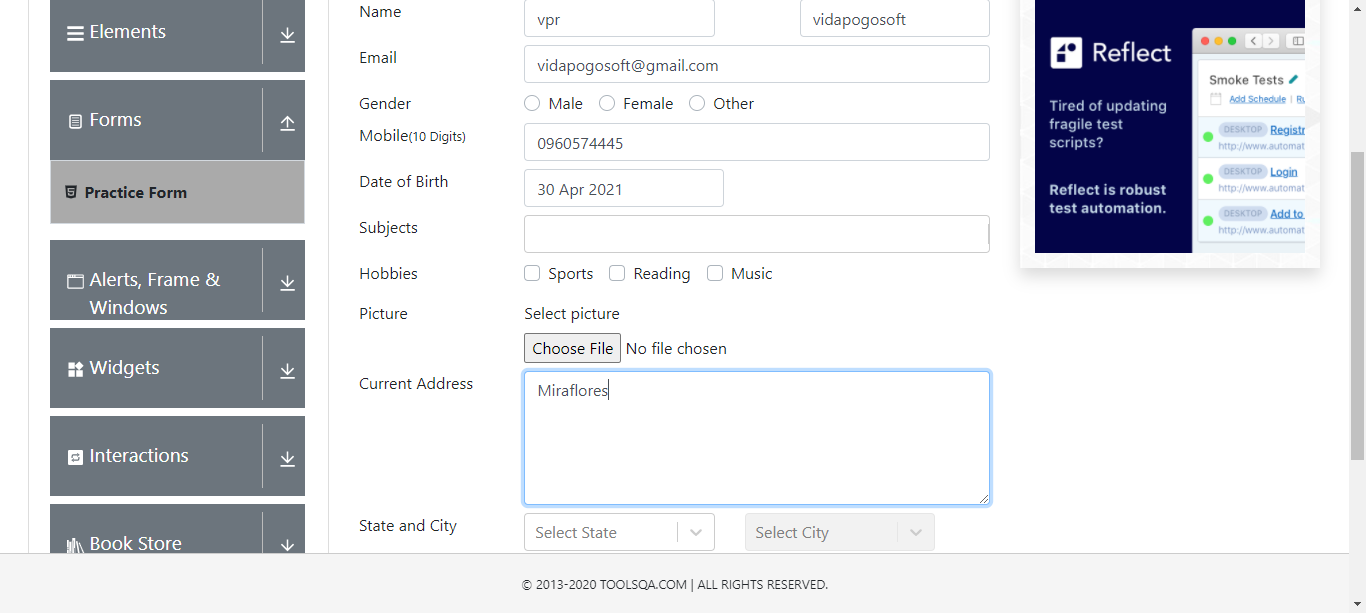 Elements
Forms
Practice Form
Alerts, Frame &
Windows
Widgets
Interactions
Book Store
Name
vpr
vidapogosoft
Email
vidapogosoft@gmail.com
Gender
Male Female Other
Mobile(10 Digits)
0960574445
Date of Birth
30 Apr 2021
Subjects
Hobbies
Sports Reading Music
Picture
Select picture
Choose File No file chosen
Current Address
Miraflores
State and City
Select State
Select City
Reflect
Tired of updating
fragile test
scripts?
Reflect is robust
test automation.
Smoke Tests
Add Schedule |
DESKTOP Registr
http://www.automat
DESKTOP Login
http://www.automat
DESKTOP Add to
http://www.automat
© 2013-2020 TOOLSQA.COM | ALL RIGHTS RESERVED.